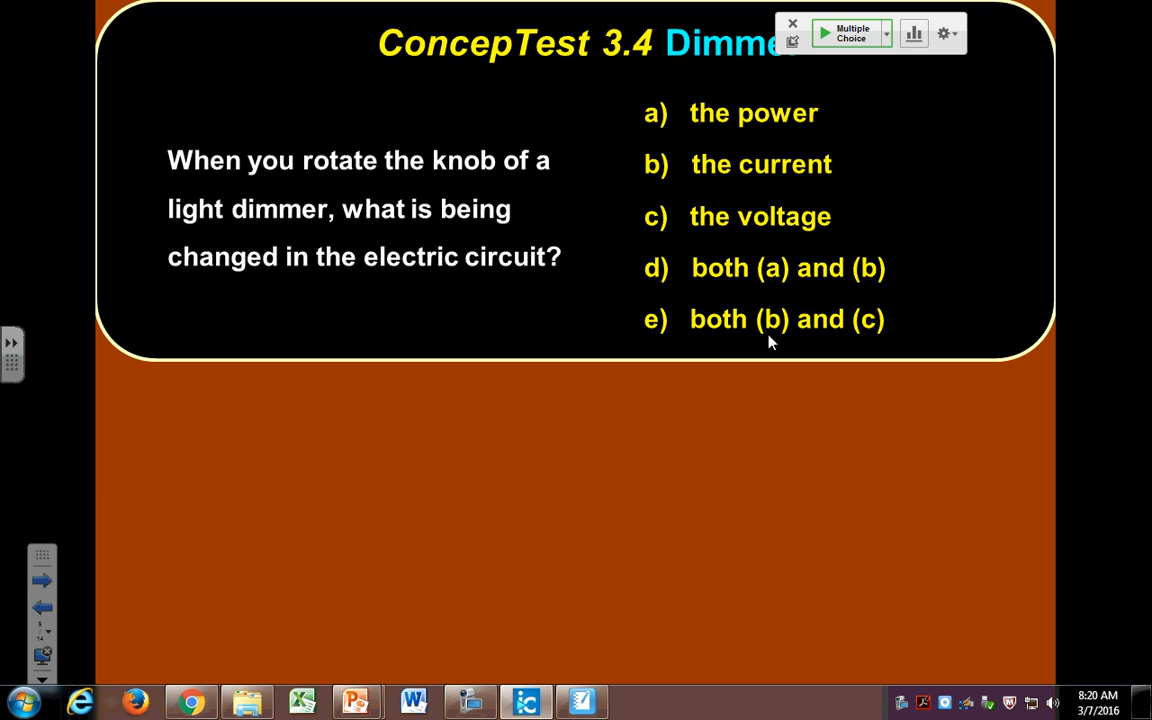 ConcepTest 3.4 Dimme
Multiple
Choice
When you rotate the knob of a
light dimmer, what is being
changed in the electric circuit?
a) the power
b) the current
c) the voltage
d) both (a) and (b)
e) both (b) and (c)
8:20 AM
3/7/2016